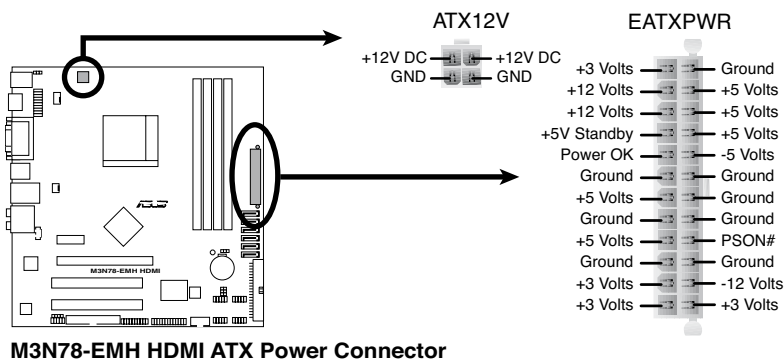 ATX12V
+12V DC +12V DC
GND GND
EATXPWR
+3 Volts Ground
+12 Volts +5 Volts
+12 Volts +5 Volts
+5V Standby +5 Volts
Power OK -5 Volts
Ground Ground
+5 Volts Ground
Ground Ground
+5 Volts PSON#
Ground Ground
+3 Volts -12 Volts
+3 Volts +3 Volts
ASUS
M3N78-EMH HDMI
M3N78-EMH HDMI ATX Power Connector